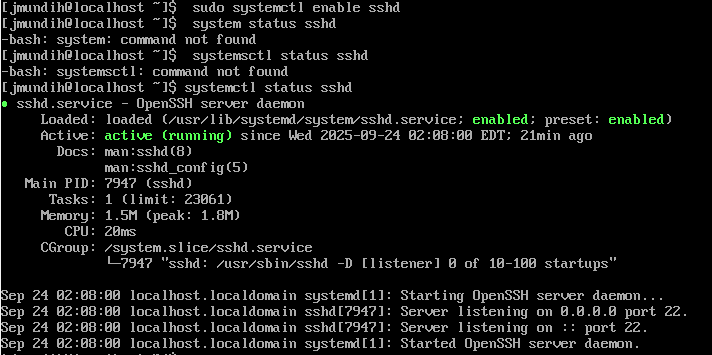 [jmundih@localhost ~]$  sudo systemctl enable sshd
[jmundih@localhost ~]$  system status sshd
-bash: system: command not found
[jmundih@localhost ~]$  systemsctl status sshd
-bash: systemsctl: command not found
[jmundih@localhost ~]$ systemctl status sshd
● sshd.service - OpenSSH server daemon
     Loaded: loaded (/usr/lib/systemd/system/sshd.service; enabled; preset: enabled)
     Active: active (running) since Wed 2025-09-24 02:08:00 EDT; 21min ago
       Docs: man:sshd(8)
             man:sshd_config(5)
   Main PID: 7947 (sshd)
      Tasks: 1 (limit: 23061)
     Memory: 1.5M (peak: 1.8M)
        CPU: 20ms
     CGroup: /system.slice/sshd.service
             └─7947 "sshd: /usr/sbin/sshd -D [listener] 0 of 10-100 startups"

Sep 24 02:08:00 localhost.localdomain systemd[1]: Starting OpenSSH server daemon...
Sep 24 02:08:00 localhost.localdomain sshd[7947]: Server listening on 0.0.0.0 port 22.
Sep 24 02:08:00 localhost.localdomain sshd[7947]: Server listening on :: port 22.
Sep 24 02:08:00 localhost.localdomain systemd[1]: Started OpenSSH server daemon.